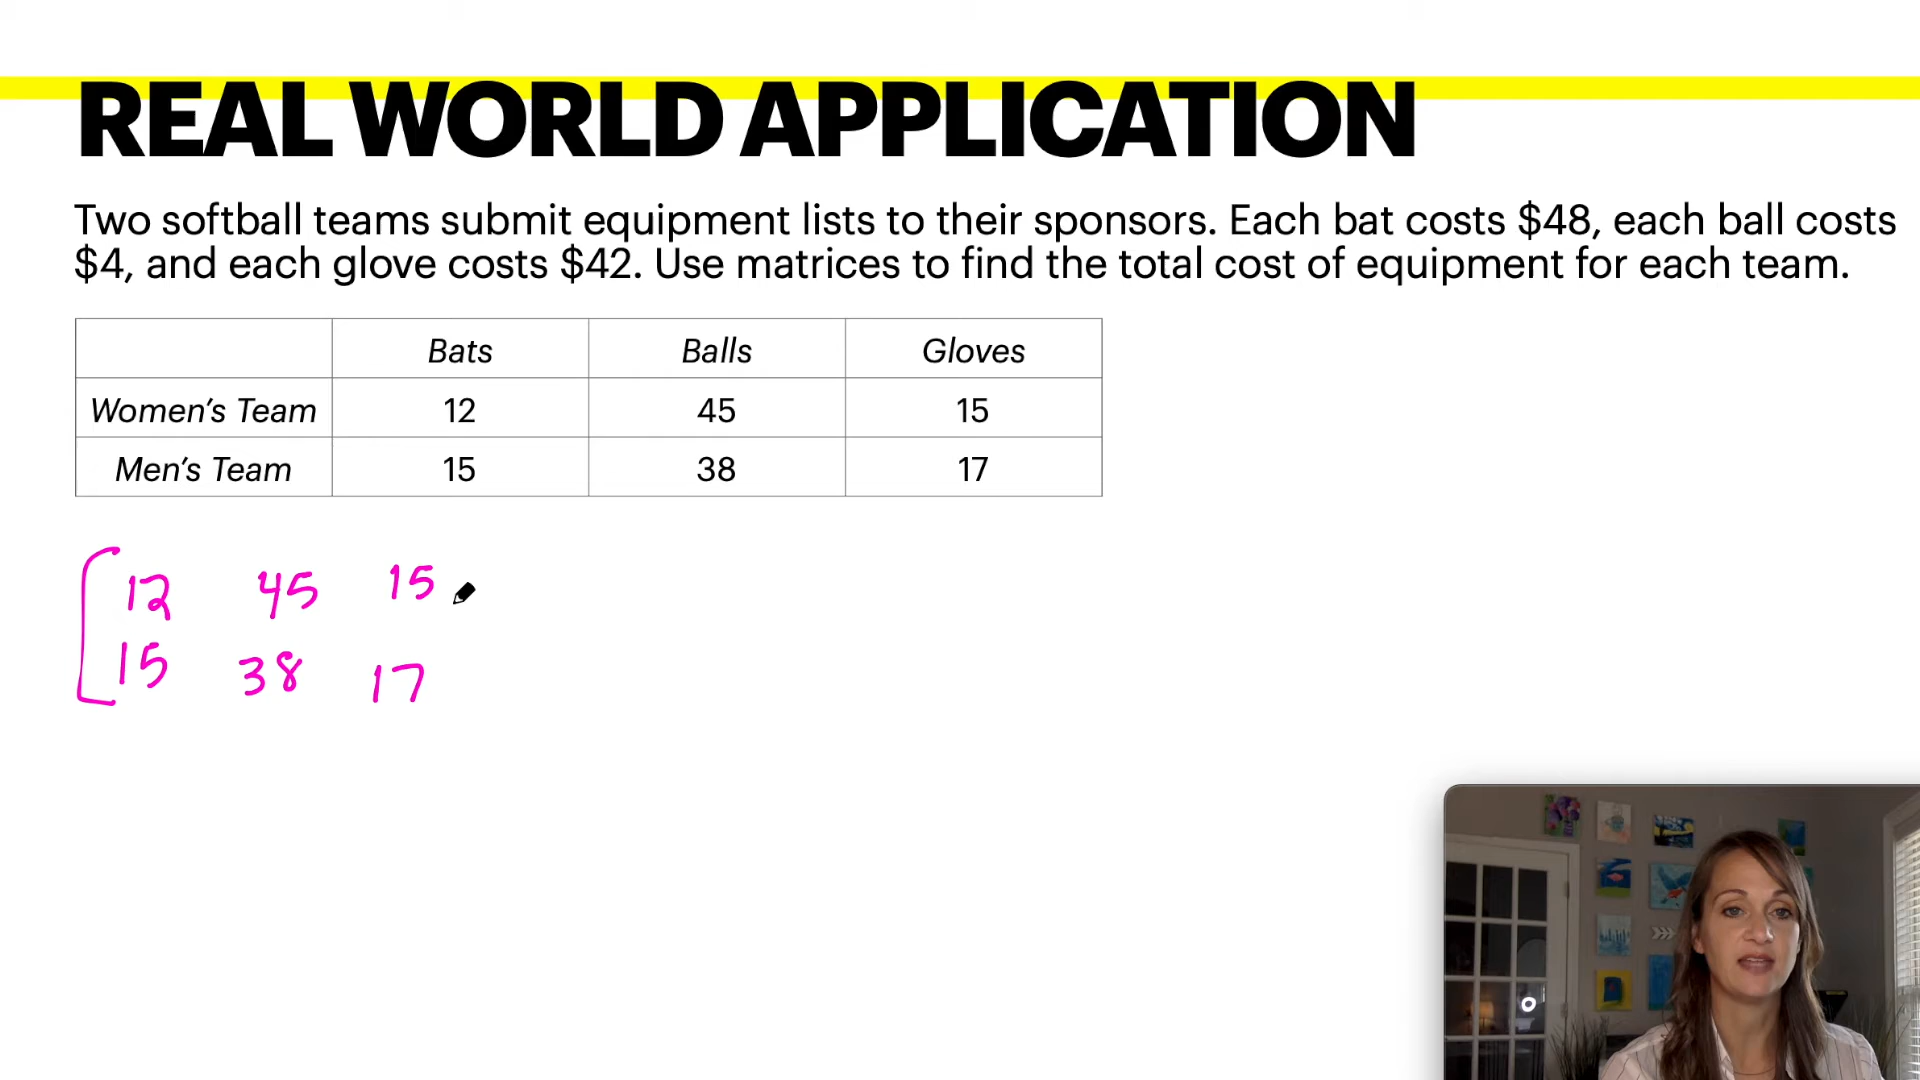 REAL WORLD APPLICATION
Two softball teams submit equipment lists to their sponsors. Each bat costs $48, each ball costs
$4, and each glove costs $42. Use matrices to find the total cost of equipment for each team.
Bats Balls Gloves
Women’s Team 12 45 15
Men’s Team 15 38 17
12 45 15
15 38 17